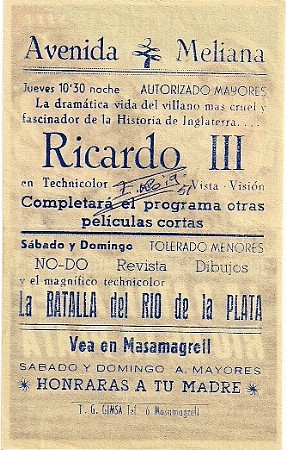 Avenida Meliana
Jueves 10'30 noche AUTORIZADO MAYORES
La dramática vida del villano mas cruel y
fascinador de la Historia de Inglaterra. . . .
Ricardo III
en Technicolor Vista-Visión
Completará el programa otras
películas cortas
Sábado y Domingo TOLERADO MENORES
NO-DO Revista Dibujos
y el magnífico technicolor
La BATALLA del RIO de la PLATA
Vea en Masamagrell
SABADO Y DOMINGO A. MAYORES
HONRARAS A TU MADRE
T. G. GIMSA Tel. 6 Masamagrell